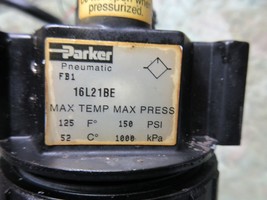 pressurized.
Parker
Pneumatic
FB1
16L21BE
MAX TEMP MAX PRESS
125 F° 150 PSI
52 C° 1000 kPa